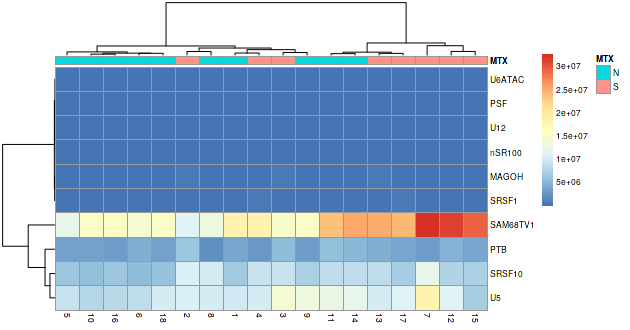 MTX
U6ATAC
PSF
U12
nSR100
MAGOH
SRSF1
SAM68TV1
PTB
SRSF10
U5
5 10 16 6 18 2 8 1 4 3 9 11 14 13 17 7 12 15
3e+07
2.5e+07
2e+07
1.5e+07
1e+07
5e+06
MTX
N
S